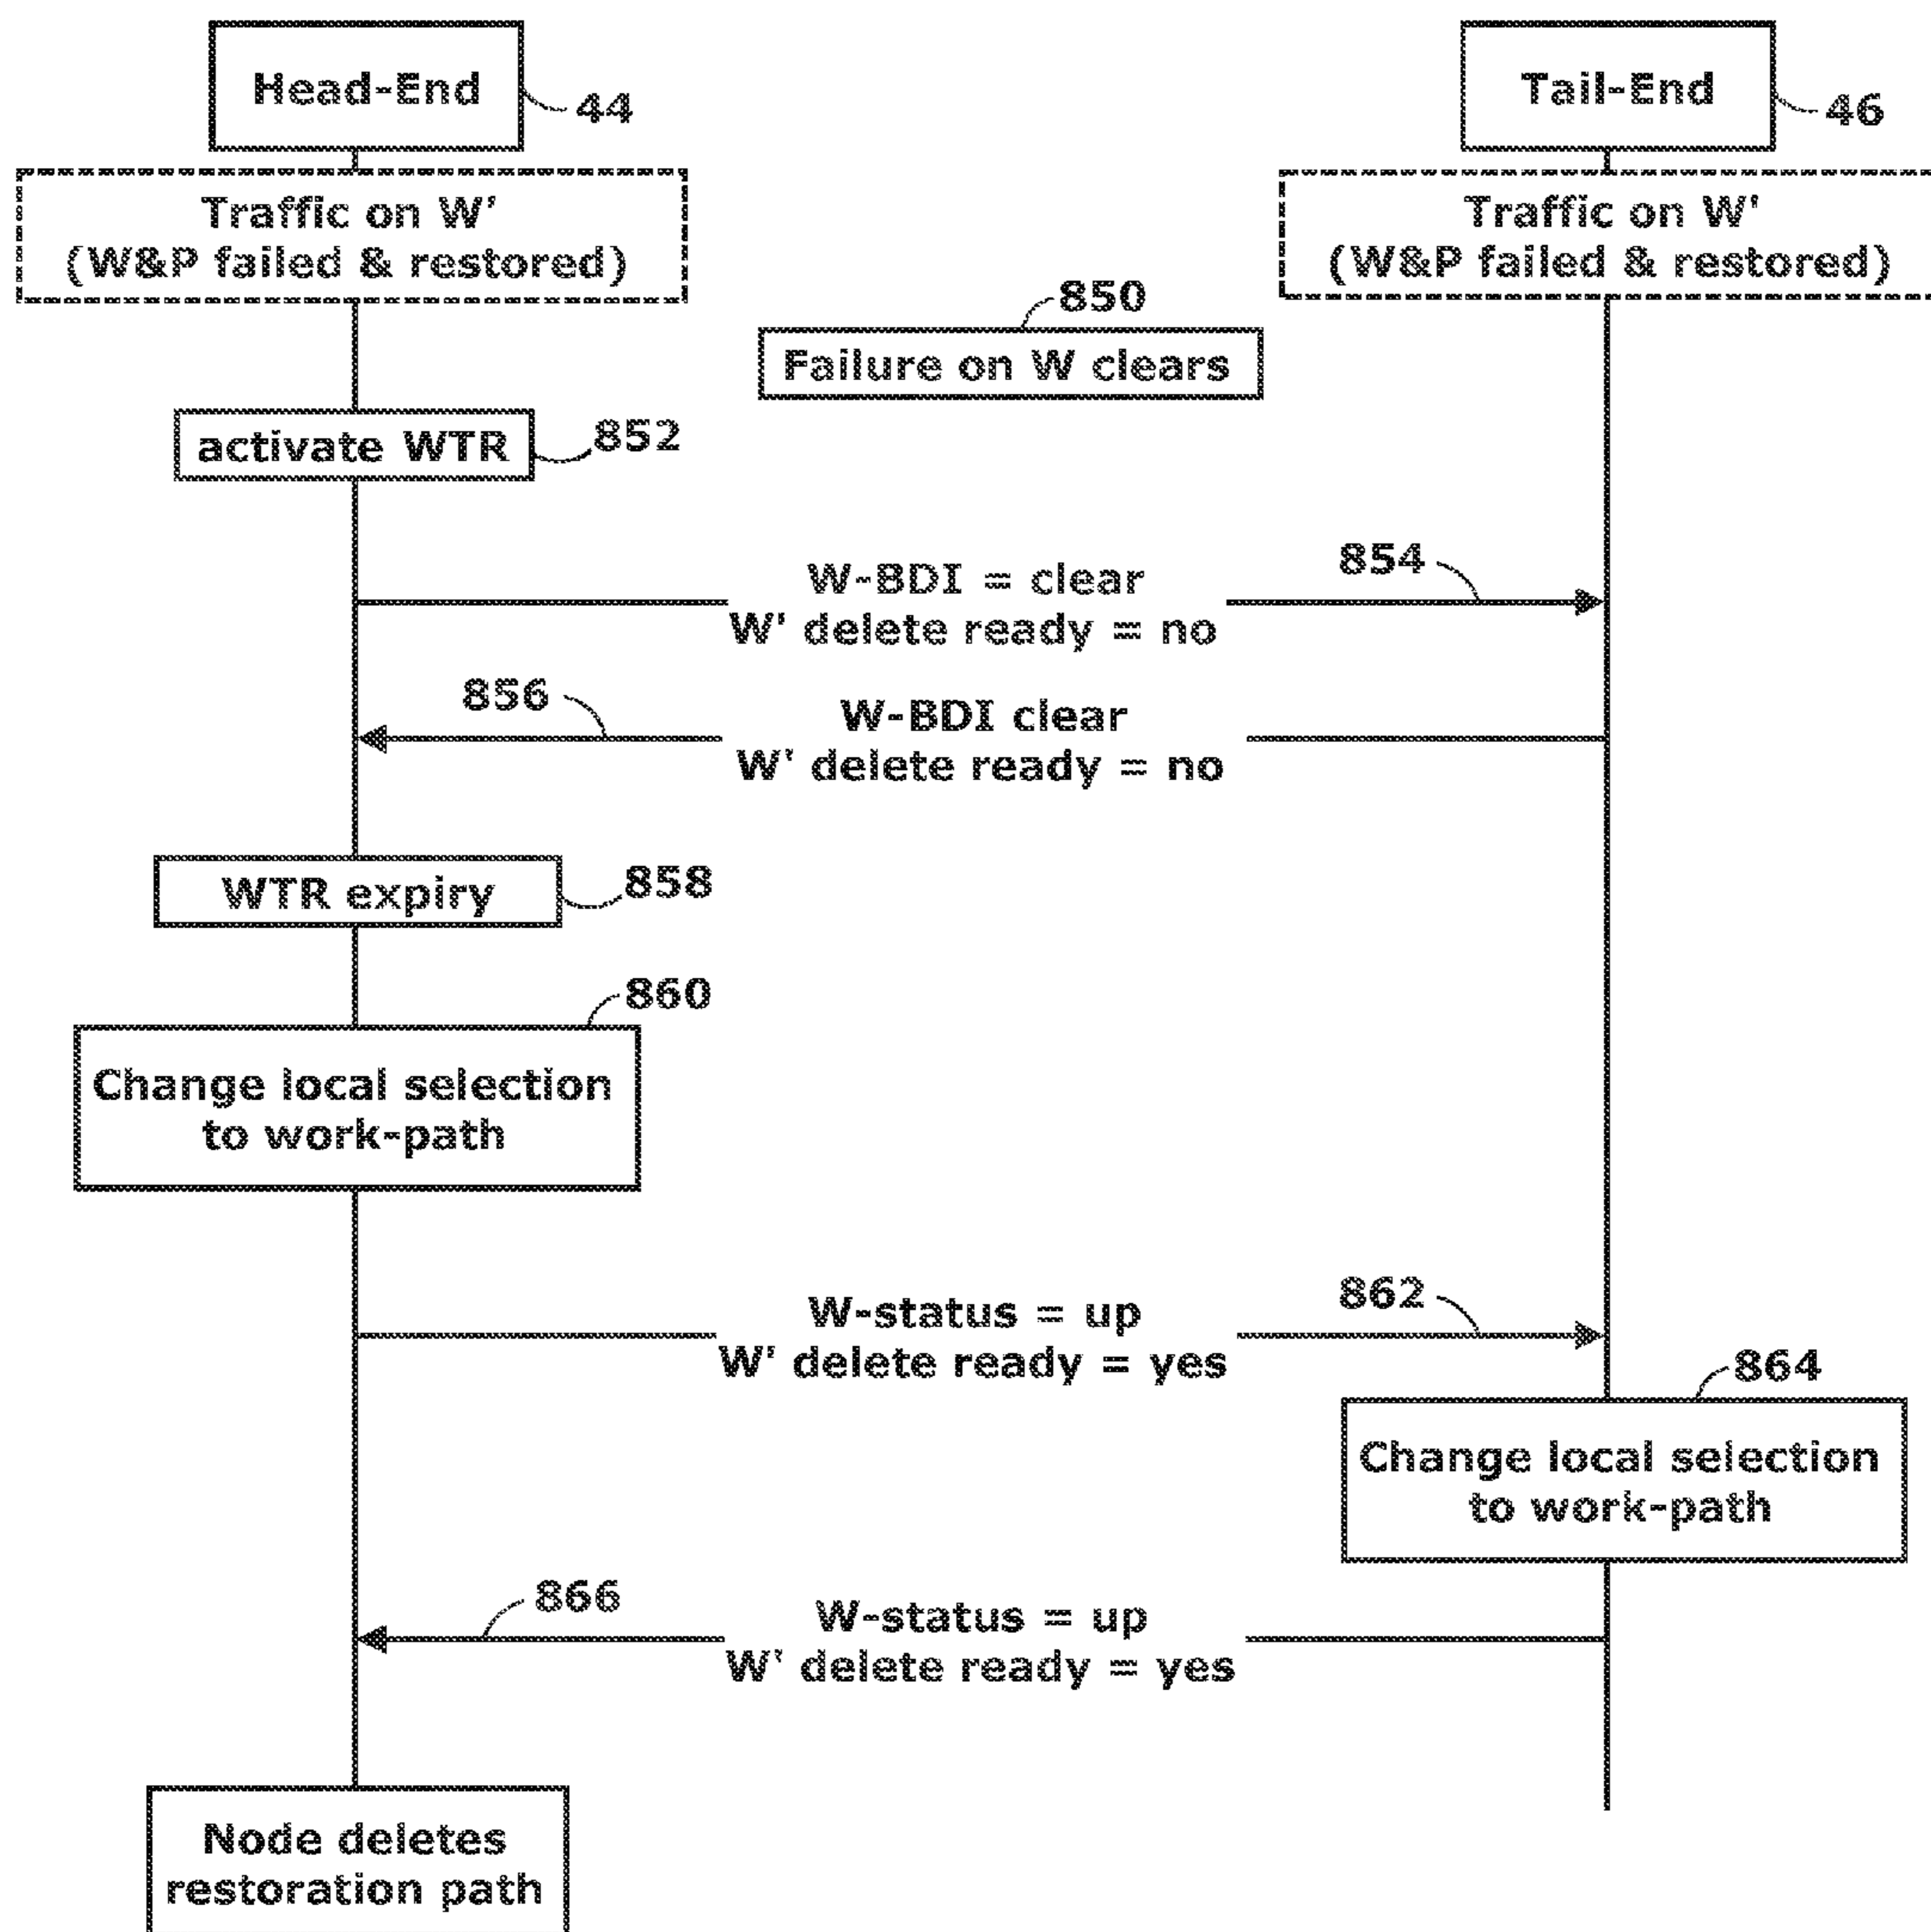 Head-End
44
Tail-End
46
Traffic on W'
(W&P failed & restored)
Traffic on W'
(W&P failed & restored)
850
Failure on W clears
activate WTR
852
W-BDI = clear
W' delete ready = no
854
856
W-BDI clear
W' delete ready = no
WTR expiry
858
860
Change local selection
to work-path
W-status = up
W' delete ready = yes
862
864
Change local selection
to work-path
866
W-status = up
W' delete ready = yes
Node deletes
restoration path